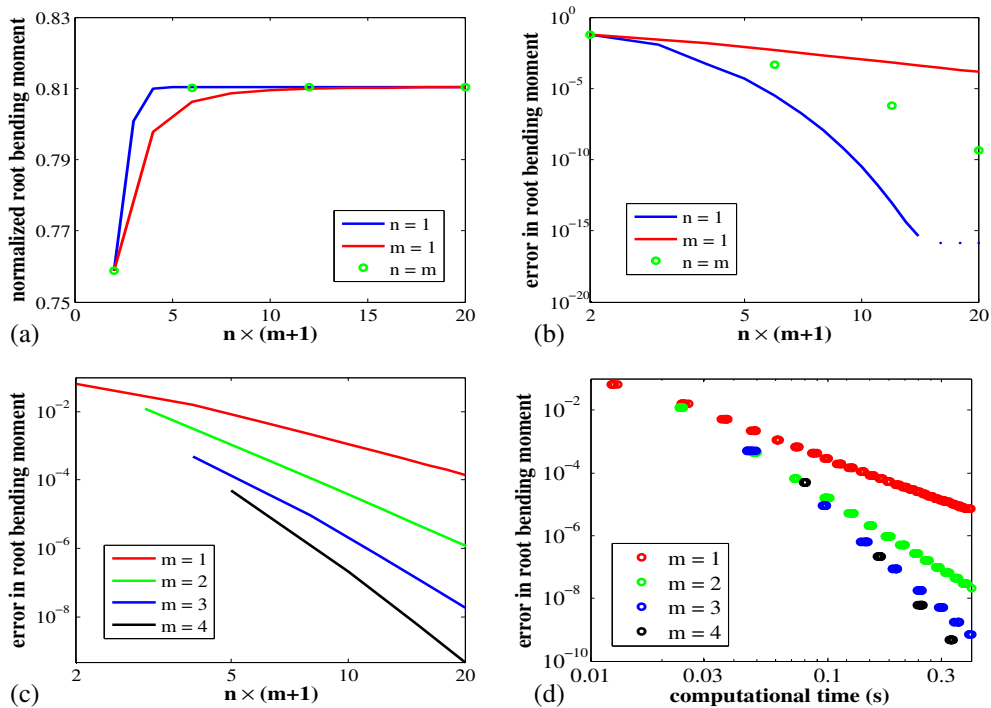 0.83
0.81
0.79
0.77
0.75
0
5
10
15
20
normalized root bending moment
n × (m+1)
n = 1
m = 1
n = m
(a)
10^0
10^-5
10^-10
10^-15
10^-20
2
5
10
20
error in root bending moment
n × (m+1)
n = 1
m = 1
n = m
(b)
10^-2
10^-4
10^-6
10^-8
2
5
10
20
error in root bending moment
n × (m+1)
m = 1
m = 2
m = 3
m = 4
(c)
10^-2
10^-4
10^-6
10^-8
10^-10
0.01
0.03
0.1
0.3
error in root bending moment
computational time (s)
m = 1
m = 2
m = 3
m = 4
(d)